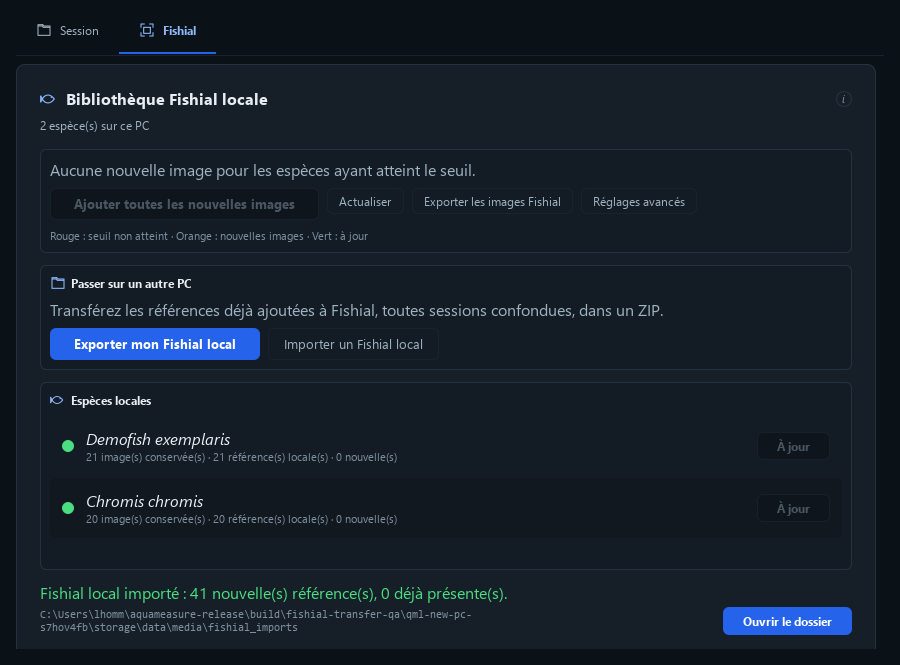 Session
Fishial
Bibliothèque Fishial locale
i
2 espèce(s) sur ce PC
Aucune nouvelle image pour les espèces ayant atteint le seuil.
Ajouter toutes les nouvelles images
Actualiser
Exporter les images Fishial
Réglages avancés
Rouge : seuil non atteint · Orange : nouvelles images · Vert : à jour
Passer sur un autre PC
Transférez les références déjà ajoutées à Fishial, toutes sessions confondues, dans un ZIP.
Exporter mon Fishial local
Importer un Fishial local
Espèces locales
Demofish exemplaris
21 image(s) conservée(s) · 21 référence(s) locale(s) · 0 nouvelle(s)
À jour
Chromis chromis
20 image(s) conservée(s) · 20 référence(s) locale(s) · 0 nouvelle(s)
À jour
Fishial local importé : 41 nouvelle(s) référence(s), 0 déjà présente(s).
C:\Users\lhomm\aquameasure-release\build\fishial-transfer-qa\qml-new-pc-
s7hov4fb\storage\data\media\fishial_imports
Ouvrir le dossier